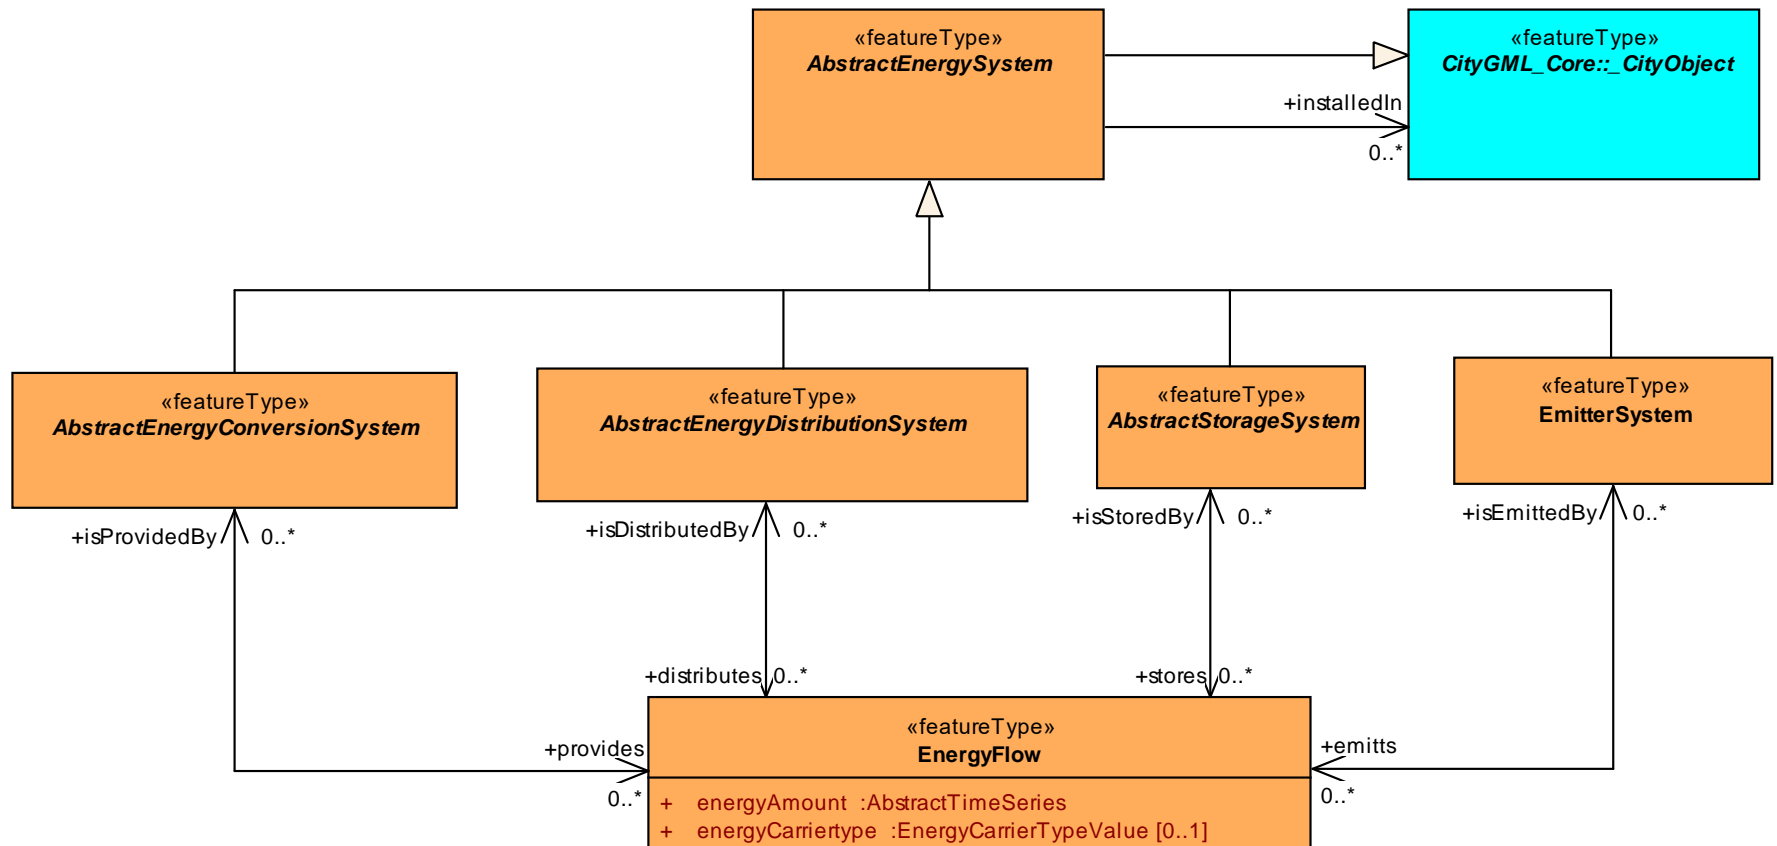 «featureType»
AbstractEnergySystem
«featureType»
CityGML_Core::_CityObject
+installedIn
0..*
«featureType»
AbstractEnergyConversionSystem
«featureType»
AbstractEnergyDistributionSystem
«featureType»
AbstractStorageSystem
«featureType»
EmitterSystem
+isProvidedBy
0..*
+isDistributedBy
0..*
+isStoredBy
0..*
+isEmittedBy
0..*
+distributes
0..*
+stores
0..*
+provides
0..*
+emitts
0..*
«featureType»
EnergyFlow
+ energyAmount :AbstractTimeSeries
+ energyCarriertype :EnergyCarrierTypeValue [0..1]